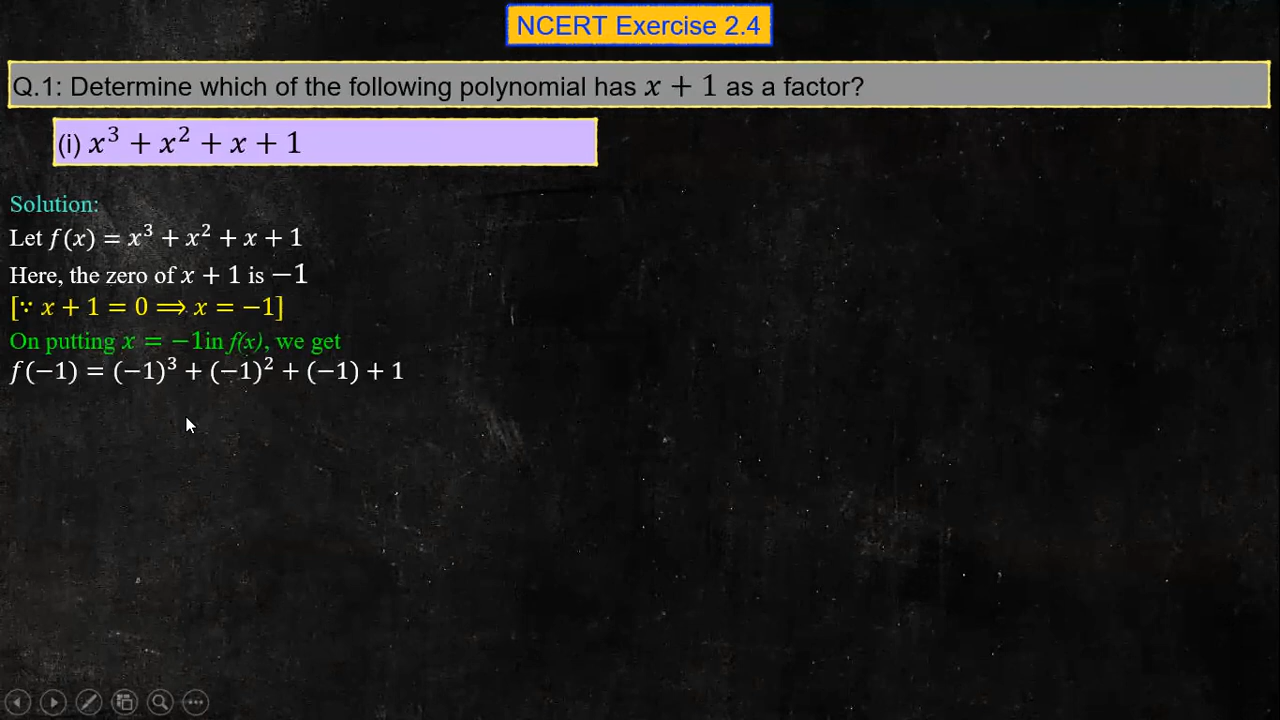 NCERT Exercise 2.4
Q.1: Determine which of the following polynomial has x + 1 as a factor?
(i) x³ + x² + x + 1
Solution:
Let f(x) = x³ + x² + x + 1
Here, the zero of x + 1 is −1
[∵ x + 1 = 0 ⟹ x = −1]
On putting x = −1in f(x), we get
f(−1) = (−1)³ + (−1)² + (−1) + 1